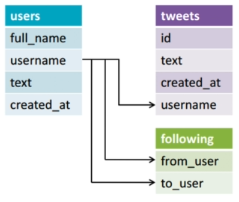 users
full_name
username
text
created_at
tweets
id
text
created_at
username
following
from_user
to_user